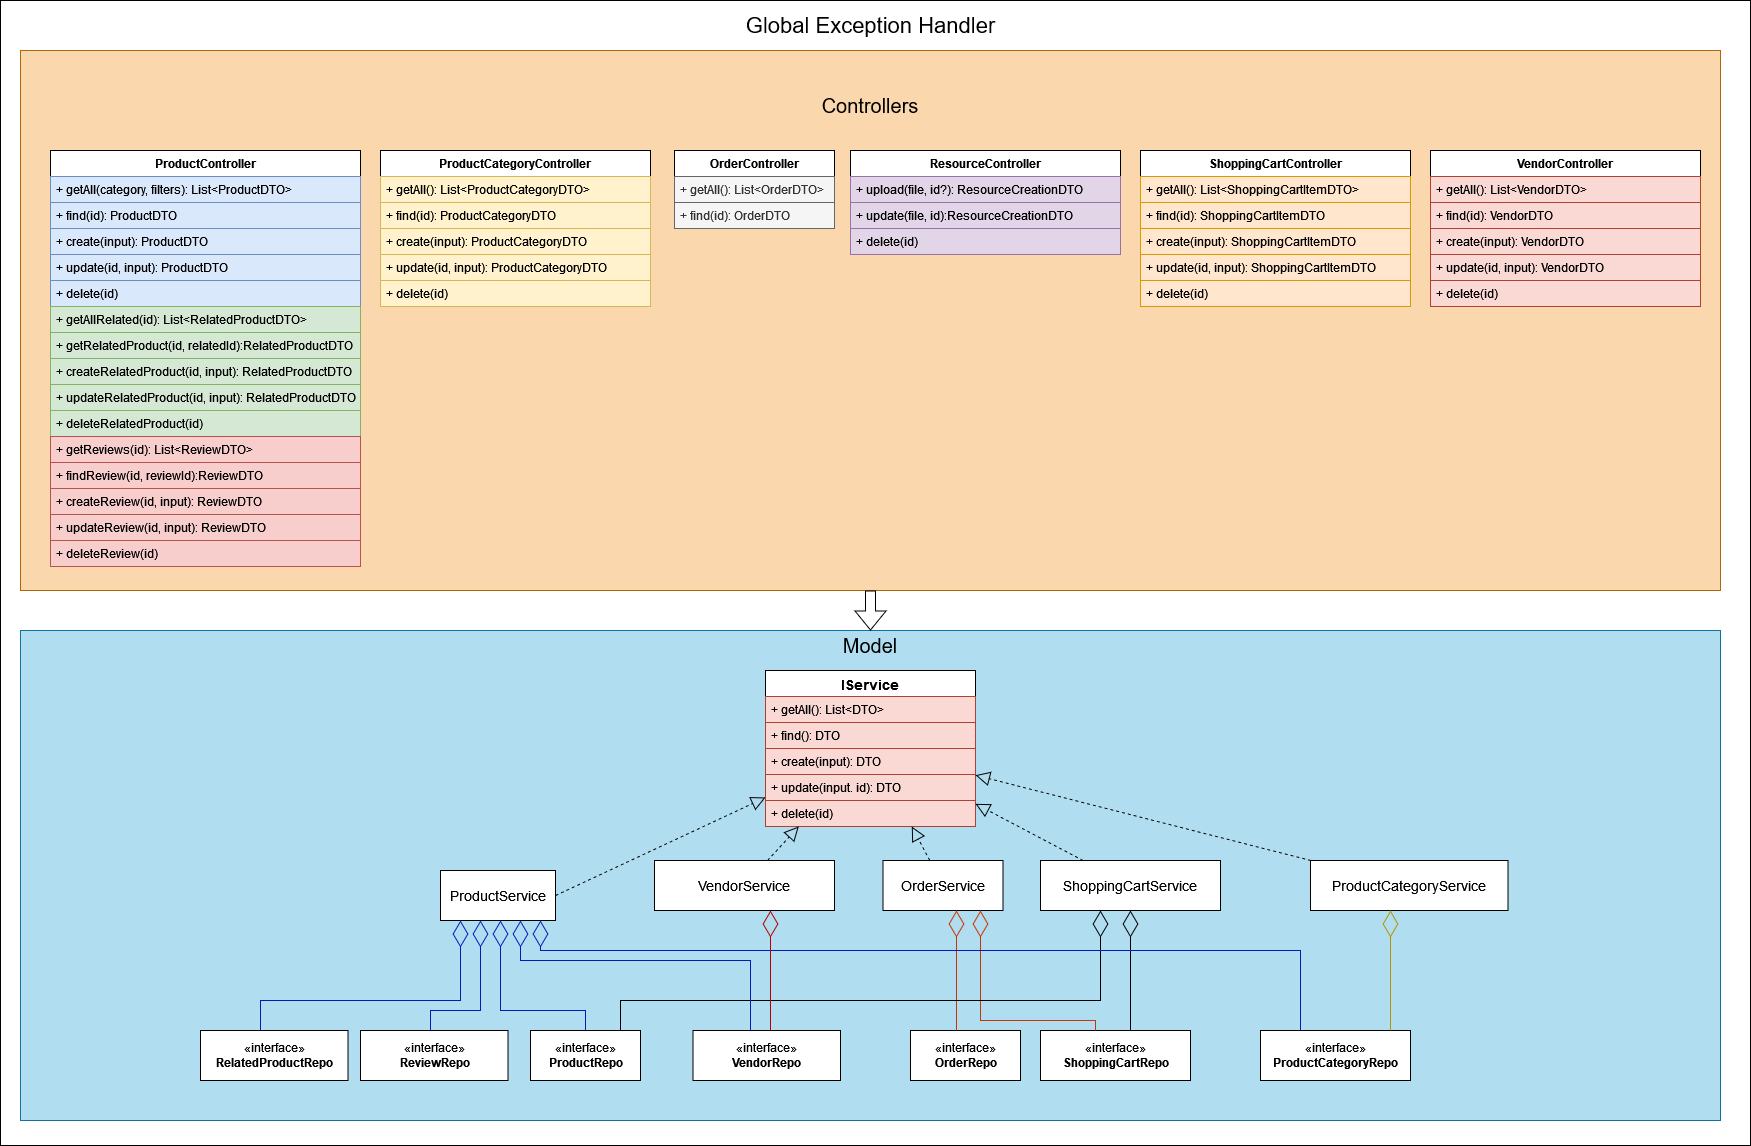 Global Exception Handler
Controllers
ProductController
+ getAll(category, filters): List<ProductDTO>
+ find(id): ProductDTO
+ create(input): ProductDTO
+ update(id, input): ProductDTO
+ delete(id)
+ getAllRelated(id): List<RelatedProductDTO>
+ getRelatedProduct(id, relatedId):RelatedProductDTO
+ createRelatedProduct(id, input): RelatedProductDTO
+ updateRelatedProduct(id, input): RelatedProductDTO
+ deleteRelatedProduct(id)
+ getReviews(id): List<ReviewDTO>
+ findReview(id, reviewId):ReviewDTO
+ createReview(id, input): ReviewDTO
+ updateReview(id, input): ReviewDTO
+ deleteReview(id)
ProductCategoryController
+ getAll(): List<ProductCategoryDTO>
+ find(id): ProductCategoryDTO
+ create(input): ProductCategoryDTO
+ update(id, input): ProductCategoryDTO
+ delete(id)
OrderController
+ getAll(): List<OrderDTO>
+ find(id): OrderDTO
ResourceController
+ upload(file, id?): ResourceCreationDTO
+ update(file, id):ResourceCreationDTO
+ delete(id)
ShoppingCartController
+ getAll(): List<ShoppingCartItemDTO>
+ find(id): ShoppingCartItemDTO
+ create(input): ShoppingCartItemDTO
+ update(id, input): ShoppingCartItemDTO
+ delete(id)
VendorController
+ getAll(): List<VendorDTO>
+ find(id): VendorDTO
+ create(input): VendorDTO
+ update(id, input): VendorDTO
+ delete(id)
Model
IService
+ getAll(): List<DTO>
+ find(): DTO
+ create(input): DTO
+ update(input. id): DTO
+ delete(id)
ProductService
VendorService
OrderService
ShoppingCartService
ProductCategoryService
«interface»
RelatedProductRepo
«interface»
ReviewRepo
«interface»
ProductRepo
«interface»
VendorRepo
«interface»
OrderRepo
«interface»
ShoppingCartRepo
«interface»
ProductCategoryRepo